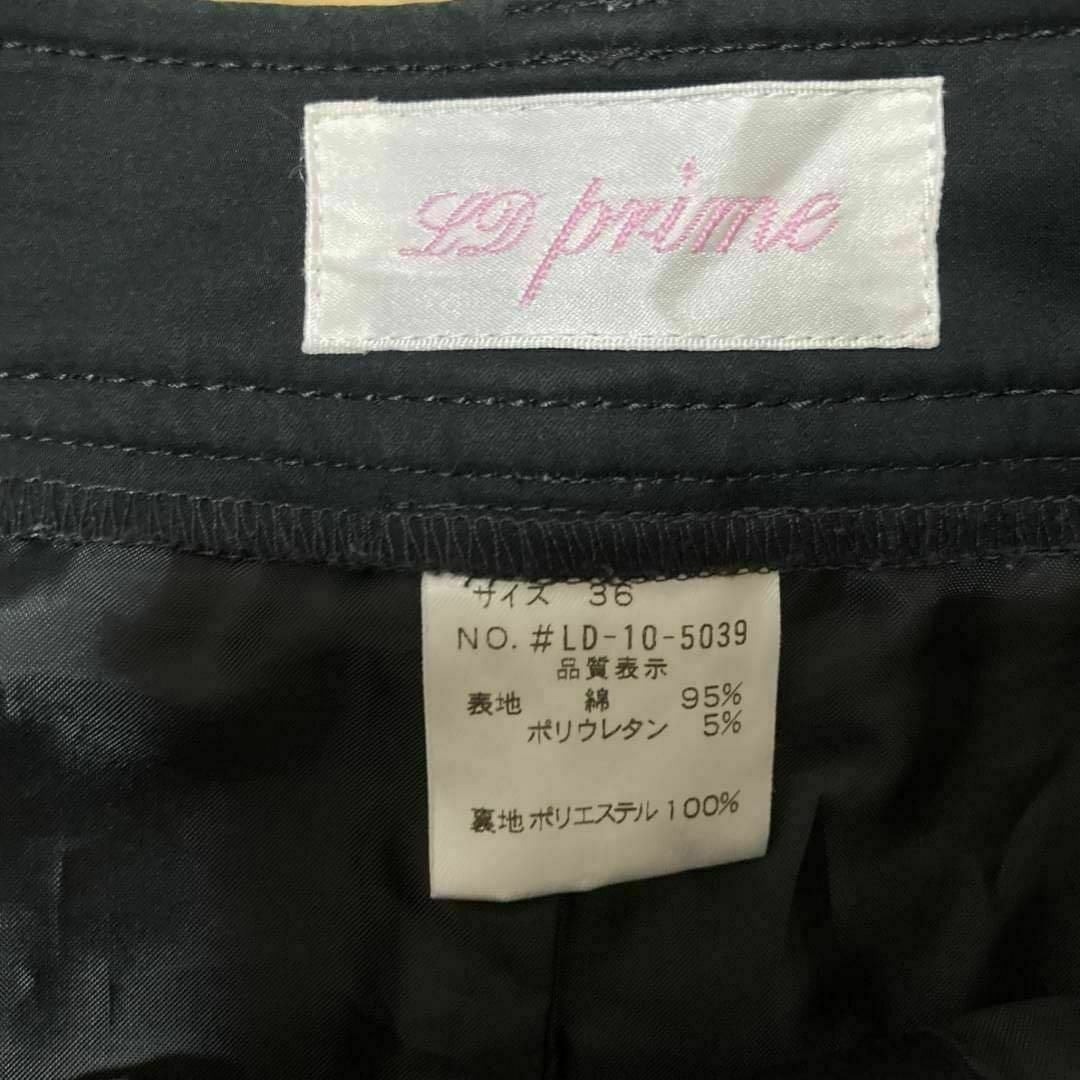 LD prime
サイズ 36
NO. #LD-10-5039
品質表示
表地 綿 95%
ポリウレタン 5%
裏地 ポリエステル 100%